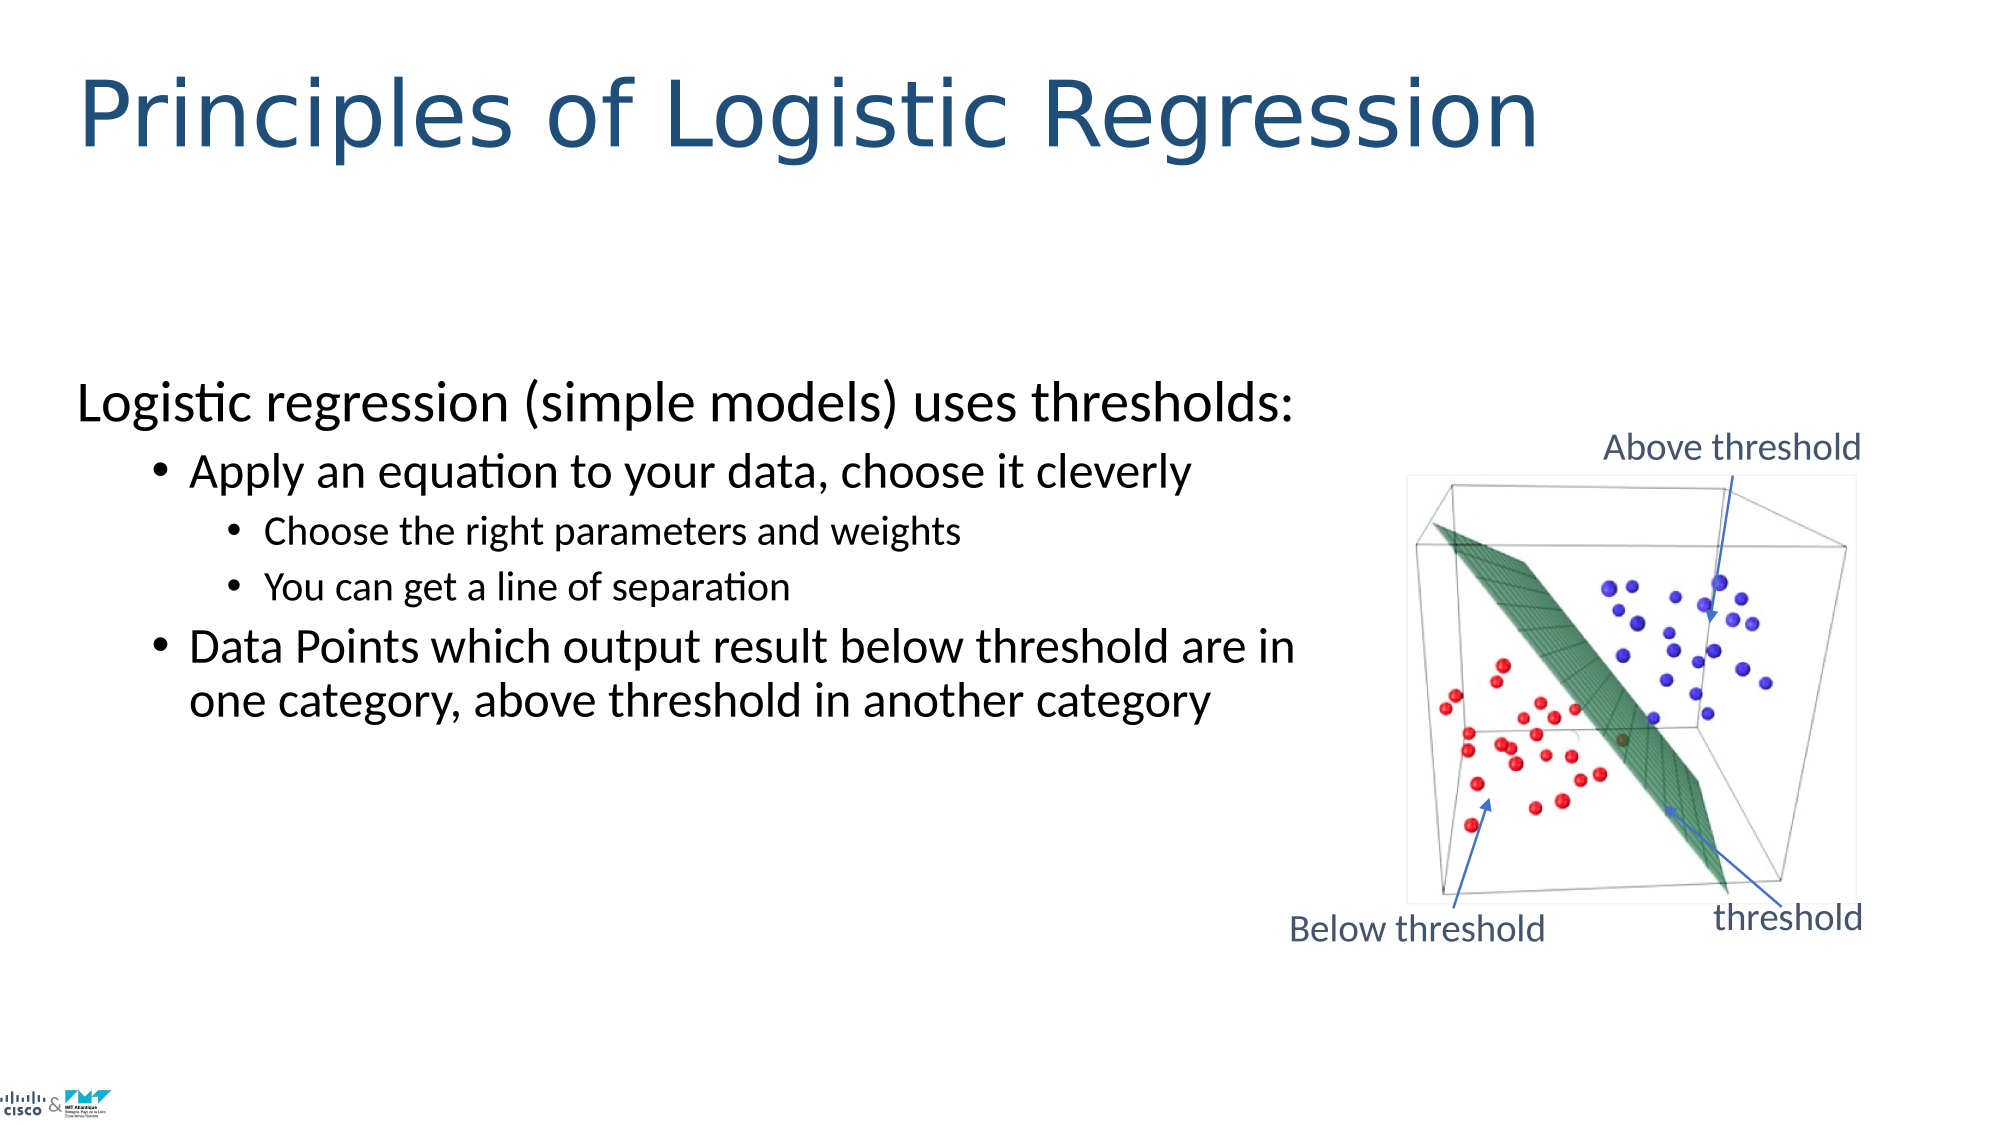 Principles of Logistic Regression
Logistic regression (simple models) uses thresholds:
• Apply an equation to your data, choose it cleverly
• Choose the right parameters and weights
• You can get a line of separation
• Data Points which output result below threshold are in
one category, above threshold in another category
Above threshold
Below threshold
threshold
CISCO & IMT Atlantique